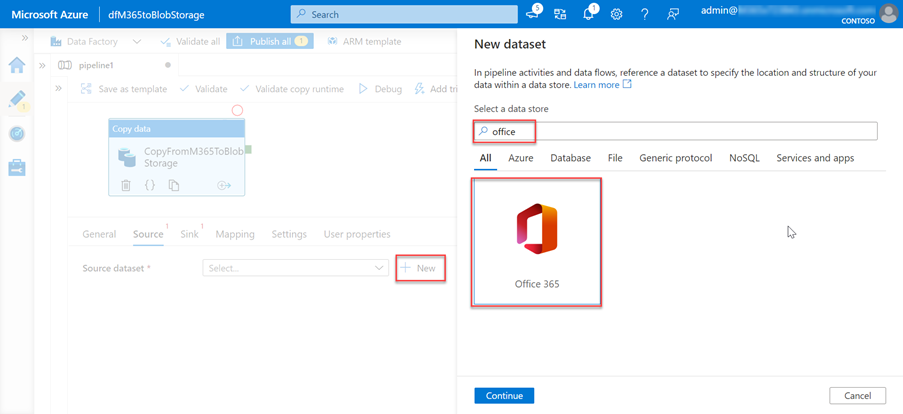 Microsoft Azure
dfM365toBlobStorage
Search
5
1
admin@
CONTOSO
Data Factory
Validate all
Publish all
1
ARM template
pipeline1
Save as template
Validate
Validate copy runtime
Debug
Add tri
Copy data
CopyFromM365ToBlob
Storage
General
Source
1
Sink
1
Mapping
Settings
User properties
Source dataset *
Select...
New
New dataset
In pipeline activities and data flows, reference a dataset to specify the location and structure of your
data within a data store. Learn more
Select a data store
office
All
Azure
Database
File
Generic protocol
NoSQL
Services and apps
Office 365
Continue
Cancel